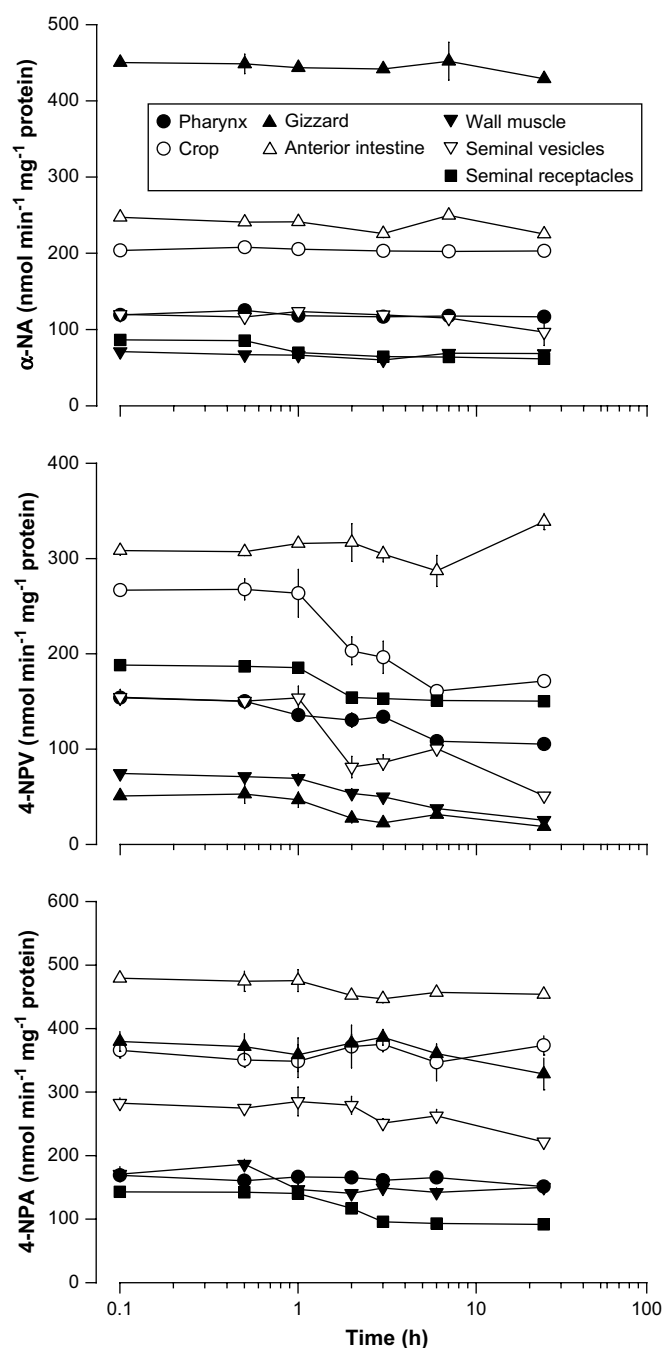 500
400
300
200
100
0
α-NA (nmol min⁻¹ mg⁻¹ protein)
Pharynx
Gizzard
Wall muscle
Crop
Anterior intestine
Seminal vesicles
Seminal receptacles
400
300
200
100
0
4-NPV (nmol min⁻¹ mg⁻¹ protein)
600
500
400
300
200
100
0
4-NPA (nmol min⁻¹ mg⁻¹ protein)
0.1
1
10
100
Time (h)